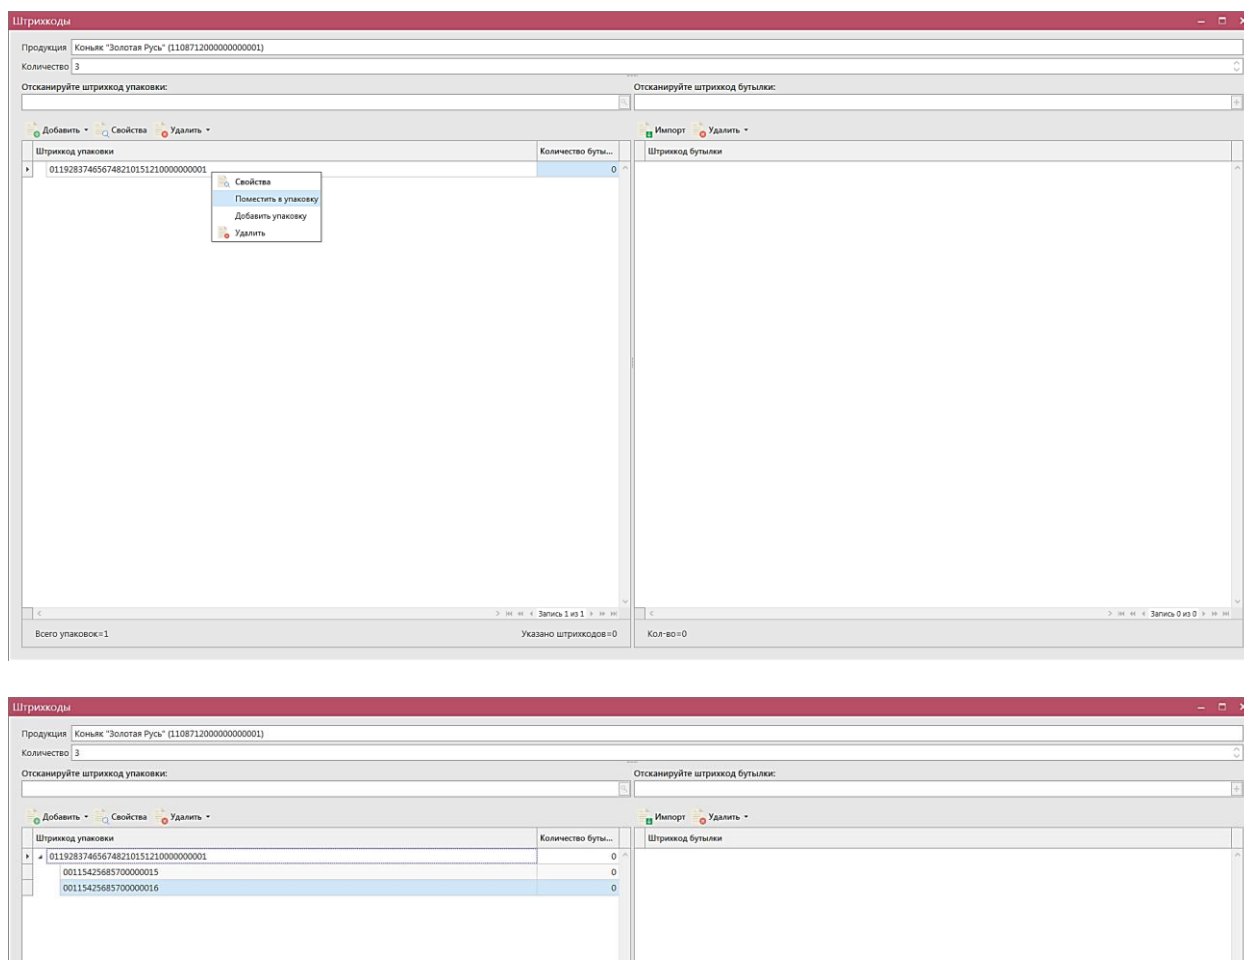 Штрихкоды
Продукция Коньяк "Золотая Русь" (1108712000000000001)
Количество 3
Отсканируйте штрихкод упаковки: Отсканируйте штрихкод бутылки:
Добавить Свойства Удалить Импорт Удалить
Штрихкод упаковки Количество буты... Штрихкод бутылки
011928374656748210151210000000001 0
Свойства
Поместить в упаковку
Добавить упаковку
Удалить
Запись 1 из 1 Запись 0 из 0
Всего упаковок=1 Указано штрихкодов=0 Кол-во=0
Штрихкоды
Продукция Коньяк "Золотая Русь" (1108712000000000001)
Количество 3
Отсканируйте штрихкод упаковки: Отсканируйте штрихкод бутылки:
Добавить Свойства Удалить Импорт Удалить
Штрихкод упаковки Количество буты... Штрихкод бутылки
011928374656748210151210000000001 0
00115425685700000015 0
00115425685700000016 0